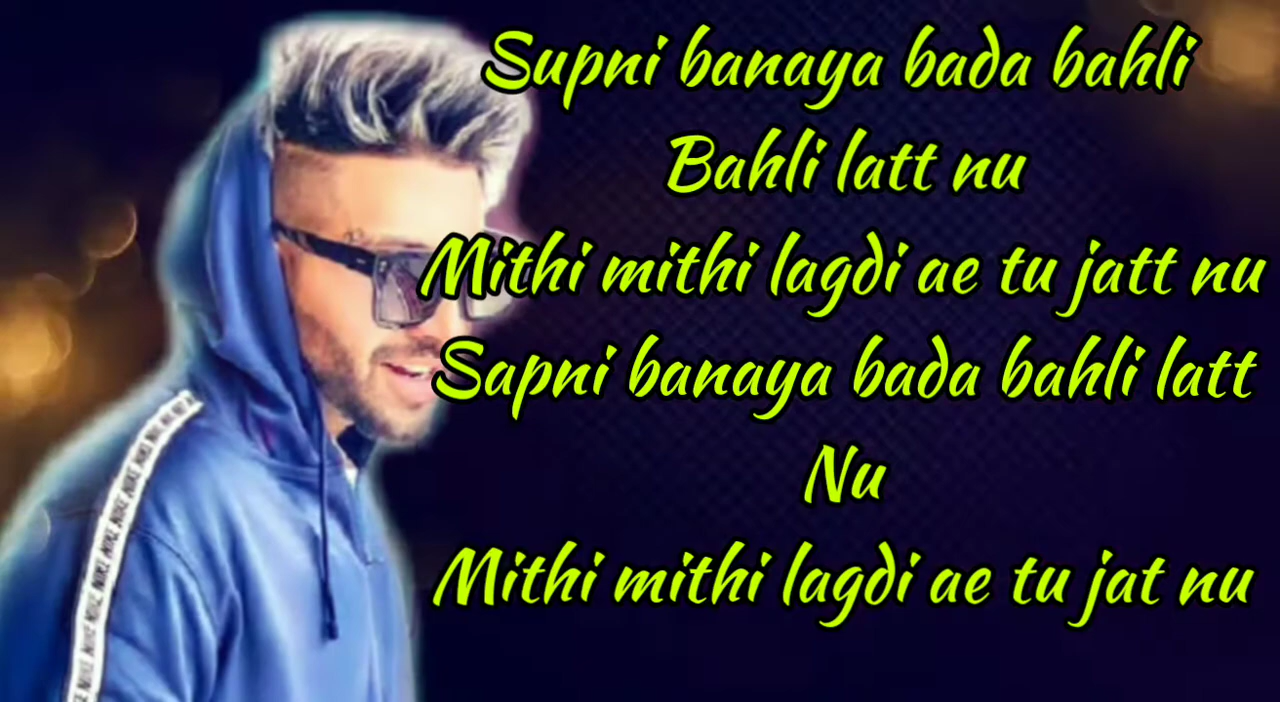 Supni banaya bada bahli
Bahli latt nu
Mithi mithi lagdi ae tu jatt nu
Sapni banaya bada bahli latt
Nu
Mithi mithi lagdi ae tu jat nu